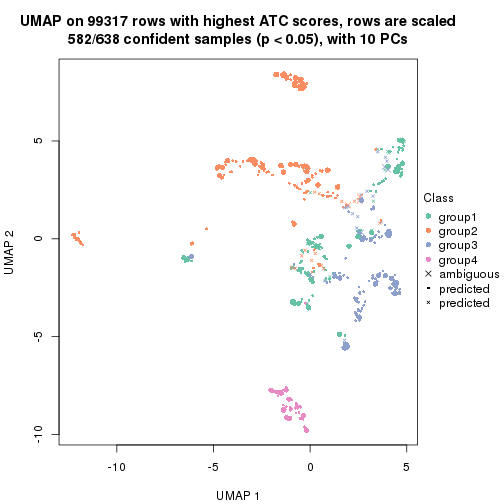 UMAP on 99317 rows with highest ATC scores, rows are scaled
582/638 confident samples (p < 0.05), with 10 PCs
5
0
-5
-10
UMAP 2
-10
-5
0
5
UMAP 1
Class
group1
group2
group3
group4
ambiguous
predicted
predicted